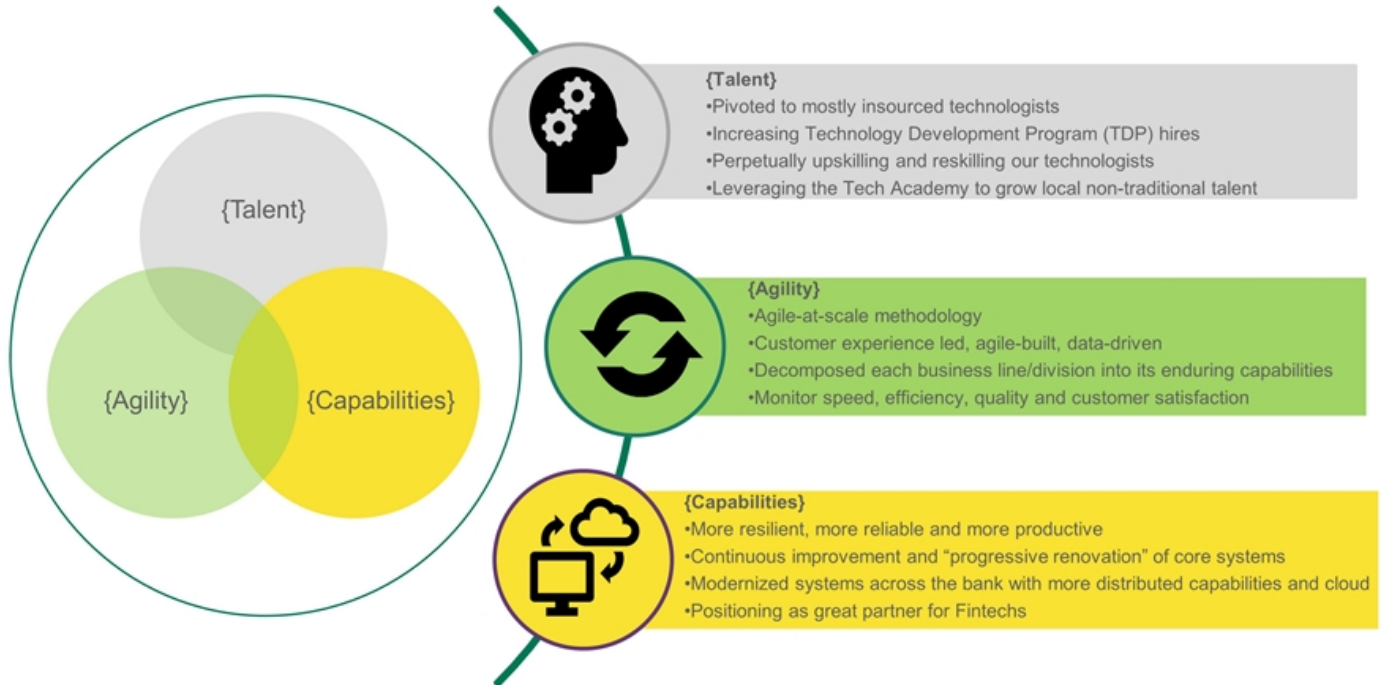 {Talent}
{Agility}
{Capabilities}
{Talent}
•Pivoted to mostly insourced technologists
•Increasing Technology Development Program (TDP) hires
•Perpetually upskilling and reskilling our technologists
•Leveraging the Tech Academy to grow local non-traditional talent
{Agility}
•Agile-at-scale methodology
•Customer experience led, agile-built, data-driven
•Decomposed each business line/division into its enduring capabilities
•Monitor speed, efficiency, quality and customer satisfaction
{Capabilities}
•More resilient, more reliable and more productive
•Continuous improvement and “progressive renovation” of core systems
•Modernized systems across the bank with more distributed capabilities and cloud
•Positioning as great partner for Fintechs